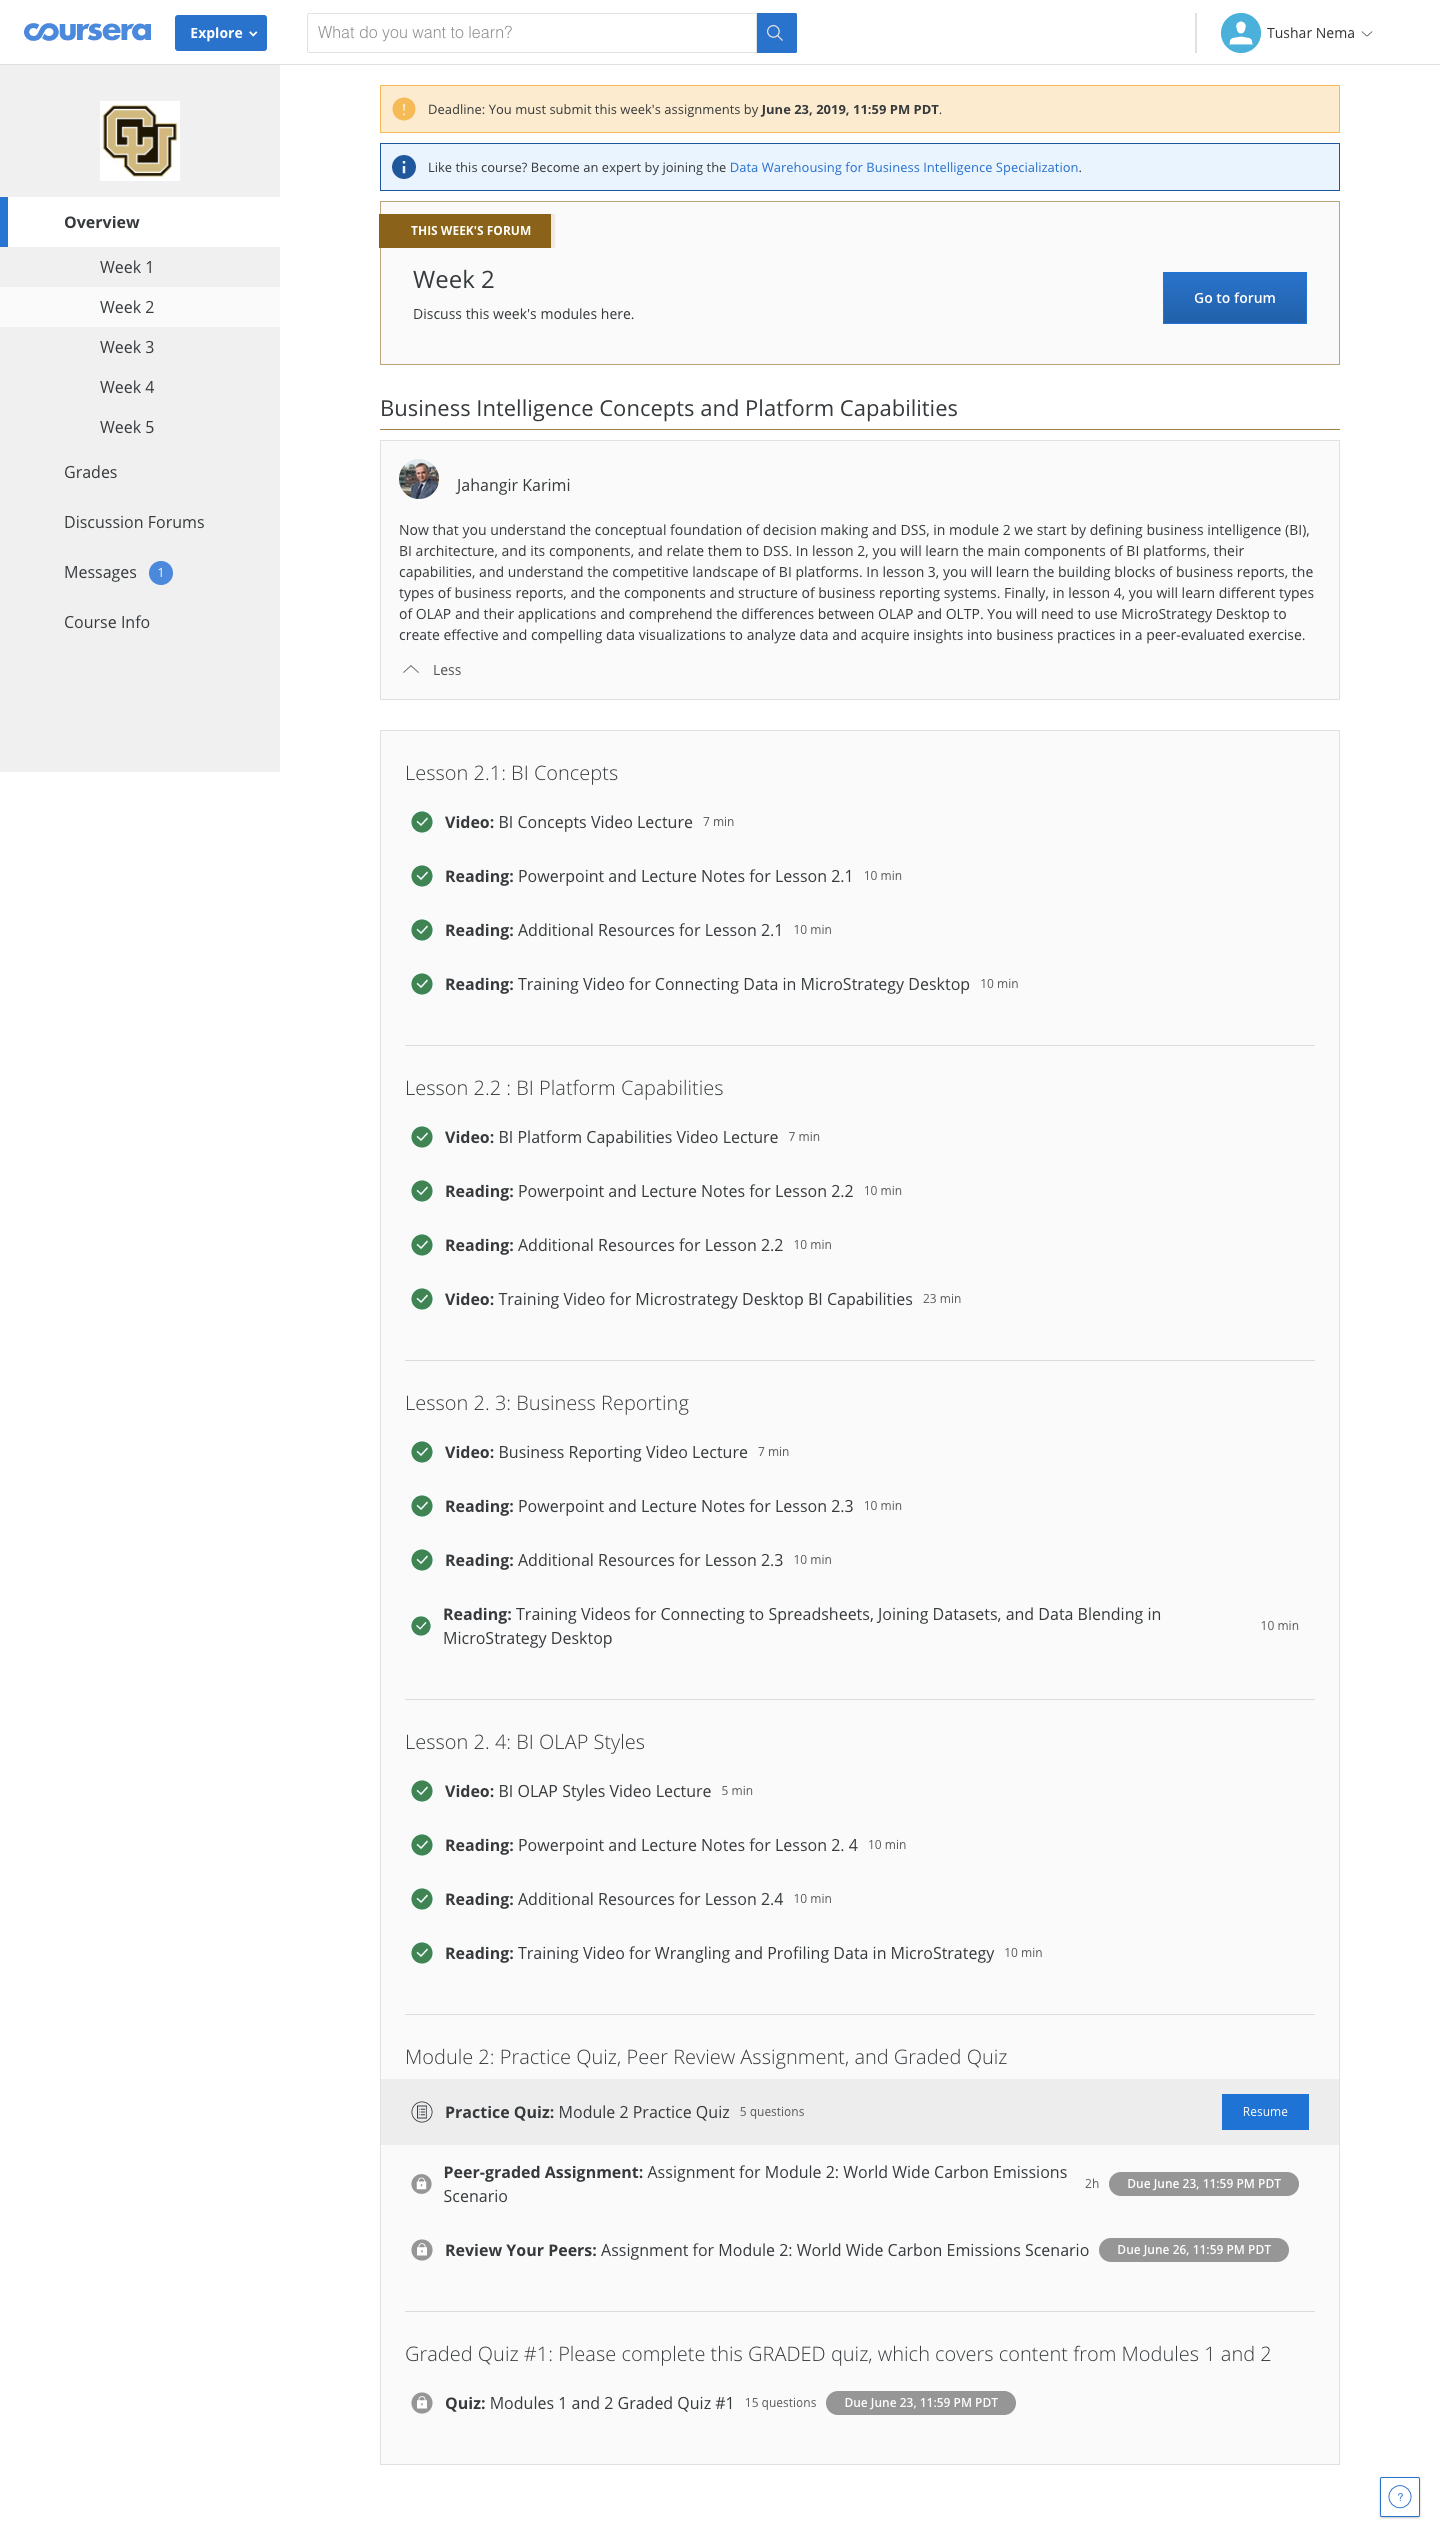 coursera
Explore
What do you want to learn?
Tushar Nema
CU
Overview
Week 1
Week 2
Week 3
Week 4
Week 5
Grades
Discussion Forums
Messages 1
Course Info
Deadline: You must submit this week's assignments by June 23, 2019, 11:59 PM PDT.
Like this course? Become an expert by joining the Data Warehousing for Business Intelligence Specialization.
THIS WEEK'S FORUM
Week 2
Discuss this week's modules here.
Go to forum
Business Intelligence Concepts and Platform Capabilities
Jahangir Karimi
Now that you understand the conceptual foundation of decision making and DSS, in module 2 we start by defining business intelligence (BI),
BI architecture, and its components, and relate them to DSS. In lesson 2, you will learn the main components of BI platforms, their
capabilities, and understand the competitive landscape of BI platforms. In lesson 3, you will learn the building blocks of business reports, the
types of business reports, and the components and structure of business reporting systems. Finally, in lesson 4, you will learn different types
of OLAP and their applications and comprehend the differences between OLAP and OLTP. You will need to use MicroStrategy Desktop to
create effective and compelling data visualizations to analyze data and acquire insights into business practices in a peer-evaluated exercise.
Less
Lesson 2.1: BI Concepts
Video: BI Concepts Video Lecture 7 min
Reading: Powerpoint and Lecture Notes for Lesson 2.1 10 min
Reading: Additional Resources for Lesson 2.1 10 min
Reading: Training Video for Connecting Data in MicroStrategy Desktop 10 min
Lesson 2.2 : BI Platform Capabilities
Video: BI Platform Capabilities Video Lecture 7 min
Reading: Powerpoint and Lecture Notes for Lesson 2.2 10 min
Reading: Additional Resources for Lesson 2.2 10 min
Video: Training Video for Microstrategy Desktop BI Capabilities 23 min
Lesson 2. 3: Business Reporting
Video: Business Reporting Video Lecture 7 min
Reading: Powerpoint and Lecture Notes for Lesson 2.3 10 min
Reading: Additional Resources for Lesson 2.3 10 min
Reading: Training Videos for Connecting to Spreadsheets, Joining Datasets, and Data Blending in
MicroStrategy Desktop 10 min
Lesson 2. 4: BI OLAP Styles
Video: BI OLAP Styles Video Lecture 5 min
Reading: Powerpoint and Lecture Notes for Lesson 2. 4 10 min
Reading: Additional Resources for Lesson 2.4 10 min
Reading: Training Video for Wrangling and Profiling Data in MicroStrategy 10 min
Module 2: Practice Quiz, Peer Review Assignment, and Graded Quiz
Practice Quiz: Module 2 Practice Quiz 5 questions Resume
Peer-graded Assignment: Assignment for Module 2: World Wide Carbon Emissions
Scenario 2h Due June 23, 11:59 PM PDT
Review Your Peers: Assignment for Module 2: World Wide Carbon Emissions Scenario Due June 26, 11:59 PM PDT
Graded Quiz #1: Please complete this GRADED quiz, which covers content from Modules 1 and 2
Quiz: Modules 1 and 2 Graded Quiz #1 15 questions Due June 23, 11:59 PM PDT
?